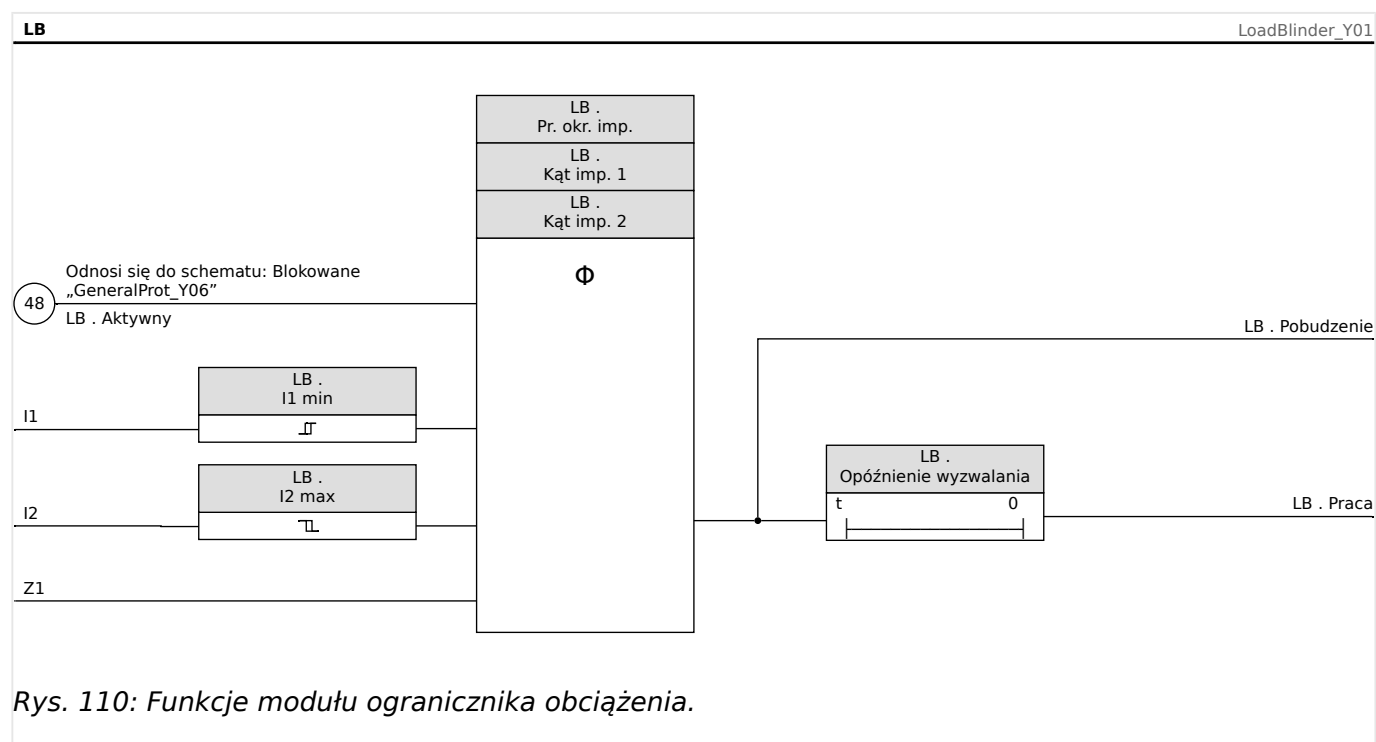 LB
LoadBlinder_Y01
LB .
Pr. okr. imp.
LB .
Kąt imp. 1
LB .
Kąt imp. 2
Φ
Odnosi się do schematu: Blokowane
„GeneralProt_Y06”
48
LB . Aktywny
LB . Pobudzenie
LB .
I1 min
I1
LB .
Opóźnienie wyzwalania
t 0
LB . Praca
LB .
I2 max
I2
Z1
Rys. 110: Funkcje modułu ogranicznika obciążenia.